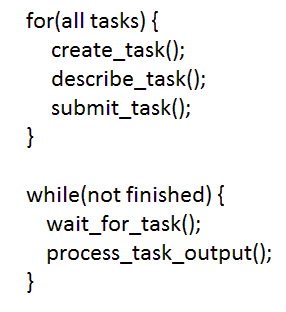 for(all tasks) {
create_task();
describe_task();
submit_task();
}
while(not finished) {
wait_for_task();
process_task_output();
}